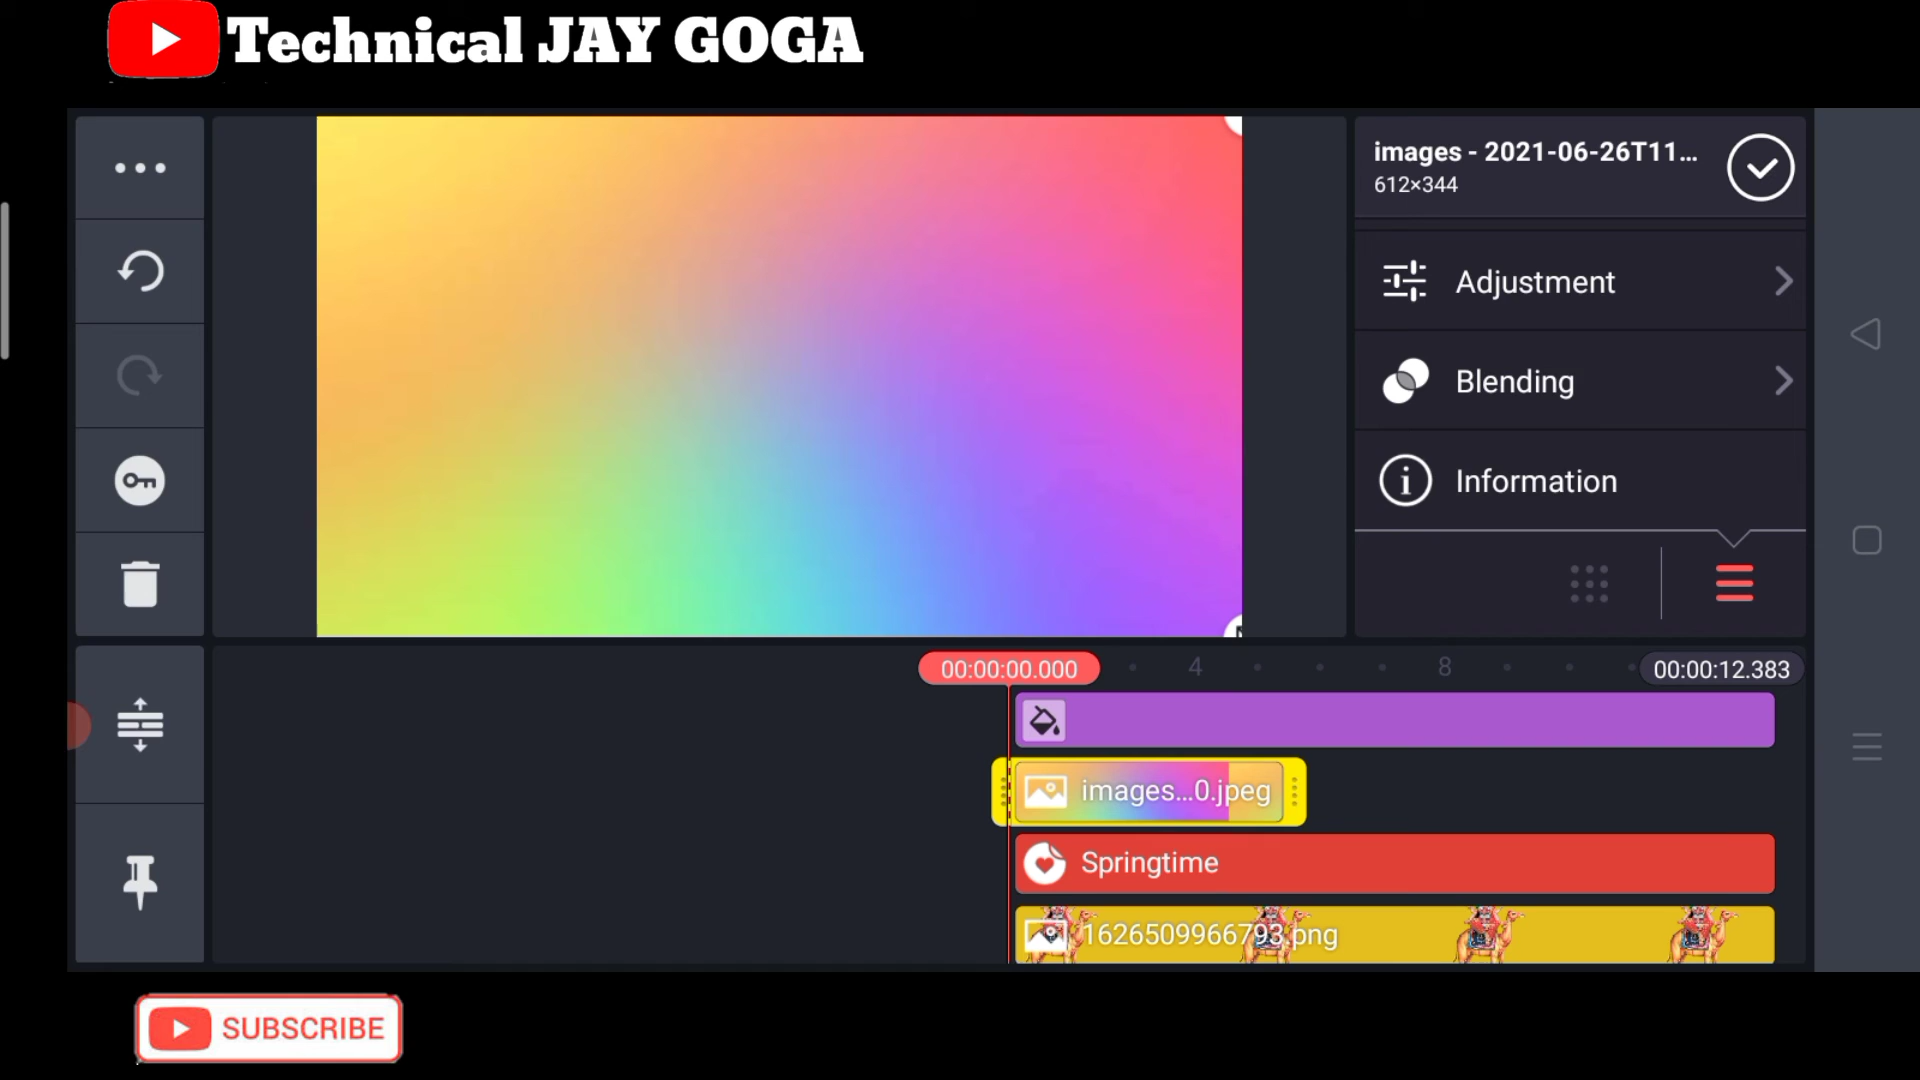 Technical JAY GOGA
images - 2021-06-26T11...
612×344
Adjustment
Blending
Information
00:00:00.000
4
8
00:00:12.383
images...0.jpeg
Springtime
1626509966793.png
SUBSCRIBE